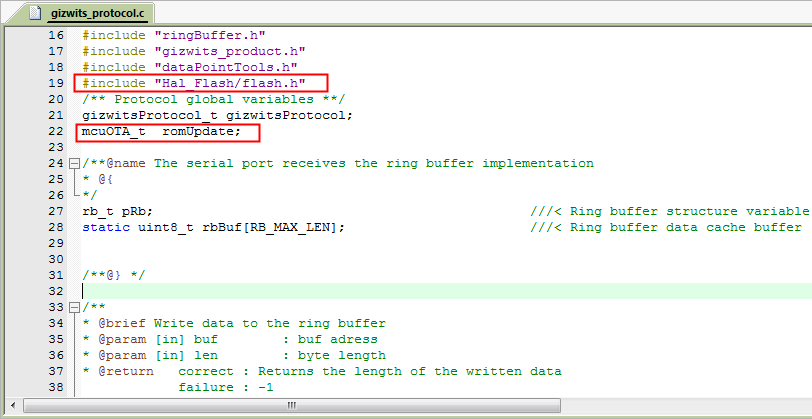 gizwits_protocol.c
16 #include "ringBuffer.h"
17 #include "gizwits_product.h"
18 #include "dataPointTools.h"
19 #include "Hal_Flash/flash.h"
20 /** Protocol global variables **/
21 gizwitsProtocol_t gizwitsProtocol;
22 mcuOTA_t  romUpdate;
23
24 /**@name The serial port receives the ring buffer implementation
25 * @{
26 */
27 rb_t pRb; ///< Ring buffer structure variable
28 static uint8_t rbBuf[RB_MAX_LEN]; ///< Ring buffer data cache buffer
29
30
31 /**@} */
32
33 /**
34 * @brief Write data to the ring buffer
35 * @param [in] buf        : buf adress
36 * @param [in] len        : byte length
37 * @return   correct : Returns the length of the written data
38             failure : -1